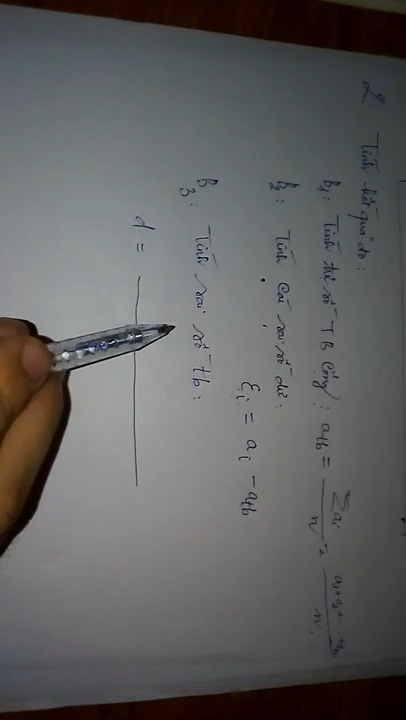 2. Tính kết quả đo:
B1: Tính trị số TB Cộng: atb = Σai / n = a1+a2+...+an / n
B2: Tính các sai số dư:
εi = ai - atb
B3: Tính sai số tb:
d =